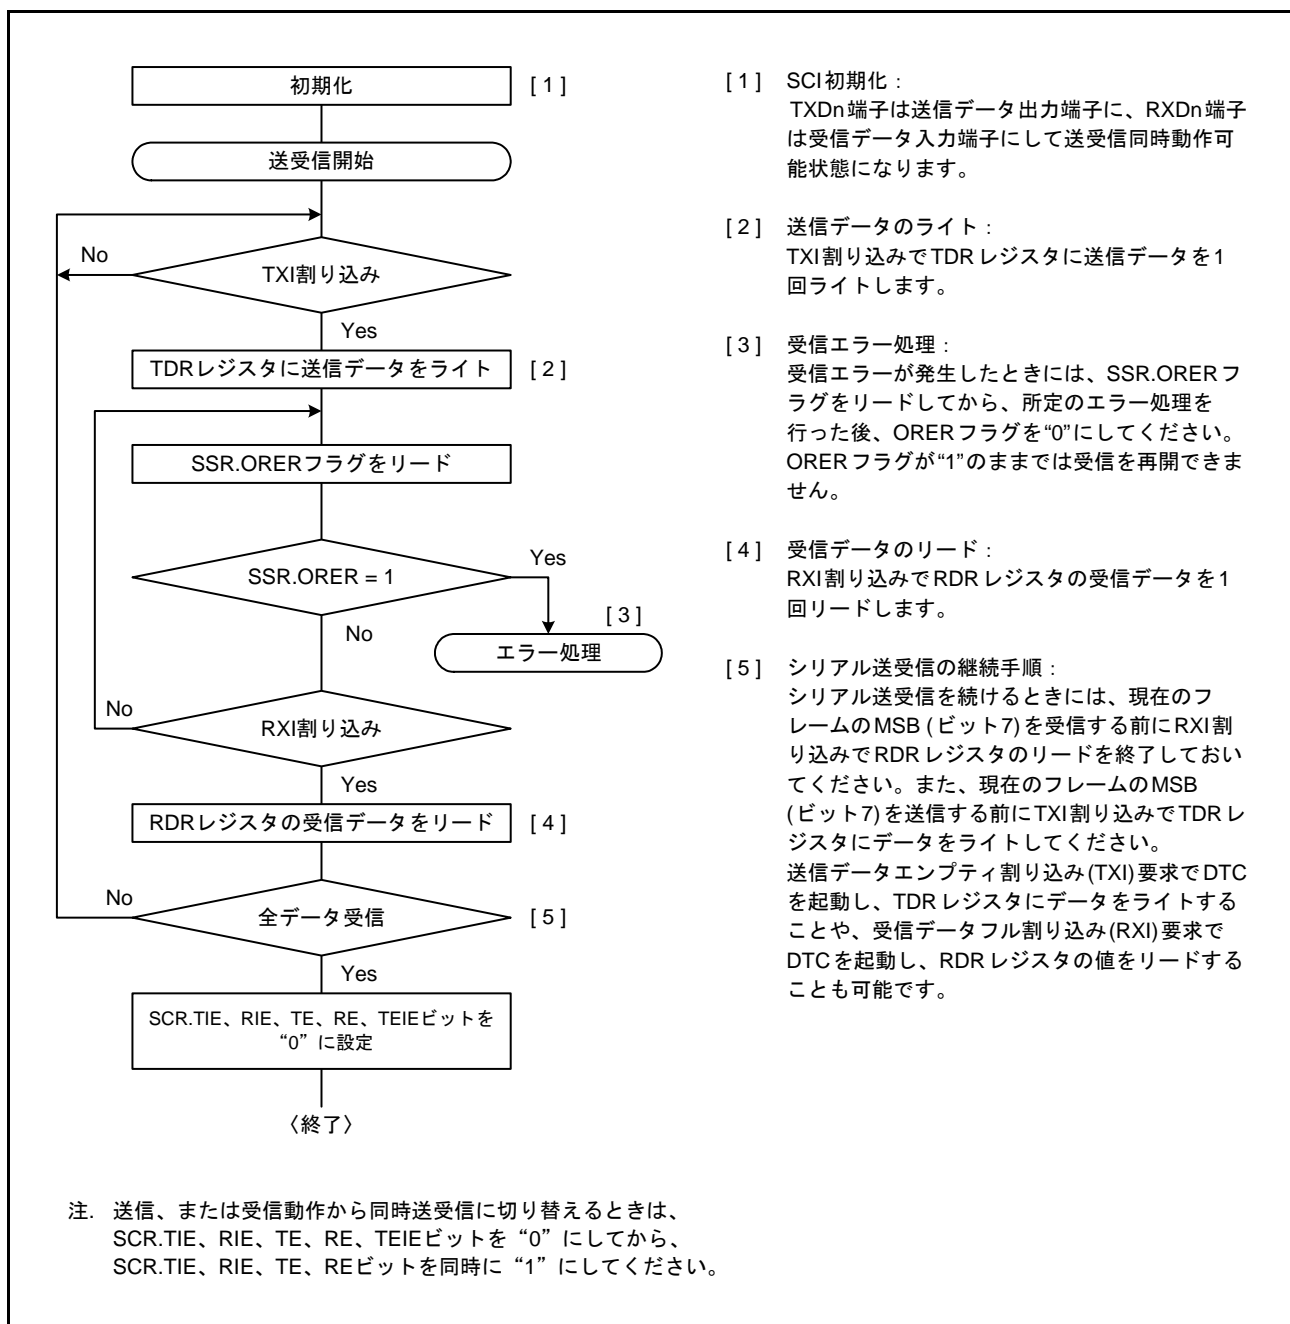 初期化
[ 1 ]
送受信開始
No
TXI割り込み
Yes
TDRレジスタに送信データをライト
[ 2 ]
SSR.ORERフラグをリード
SSR.ORER = 1
Yes
No
[ 3 ]
エラー処理
No
RXI割り込み
Yes
RDRレジスタの受信データをリード
[ 4 ]
No
全データ受信
[ 5 ]
Yes
SCR.TIE、RIE、TE、RE、TEIEビットを
“0”に設定
〈終了〉
[ 1 ] SCI初期化：
TXDn端子は送信データ出力端子に、RXDn端子
は受信データ入力端子にして送受信同時動作可
能状態になります。
[ 2 ] 送信データのライト：
TXI割り込みでTDRレジスタに送信データを1
回ライトします。
[ 3 ] 受信エラー処理：
受信エラーが発生したときには、SSR.ORERフ
ラグをリードしてから、所定のエラー処理を
行った後、ORERフラグを“0”にしてください。
ORERフラグが“1”のままでは受信を再開できま
せん。
[ 4 ] 受信データのリード：
RXI割り込みでRDRレジスタの受信データを1
回リードします。
[ 5 ] シリアル送受信の継続手順：
シリアル送受信を続けるときには、現在のフ
レームのMSB (ビット7)を受信する前にRXI割
り込みでRDRレジスタのリードを終了しておい
てください。また、現在のフレームのMSB
(ビット7)を送信する前にTXI割り込みでTDRレ
ジスタにデータをライトしてください。
送信データエンプティ割り込み(TXI)要求でDTC
を起動し、TDRレジスタにデータをライトする
ことや、受信データフル割り込み(RXI)要求で
DTCを起動し、RDRレジスタの値をリードする
ことも可能です。
注. 送信、または受信動作から同時送受信に切り替えるときは、
SCR.TIE、RIE、TE、RE、TEIEビットを“0”にしてから、
SCR.TIE、RIE、TE、REビットを同時に“1”にしてください。